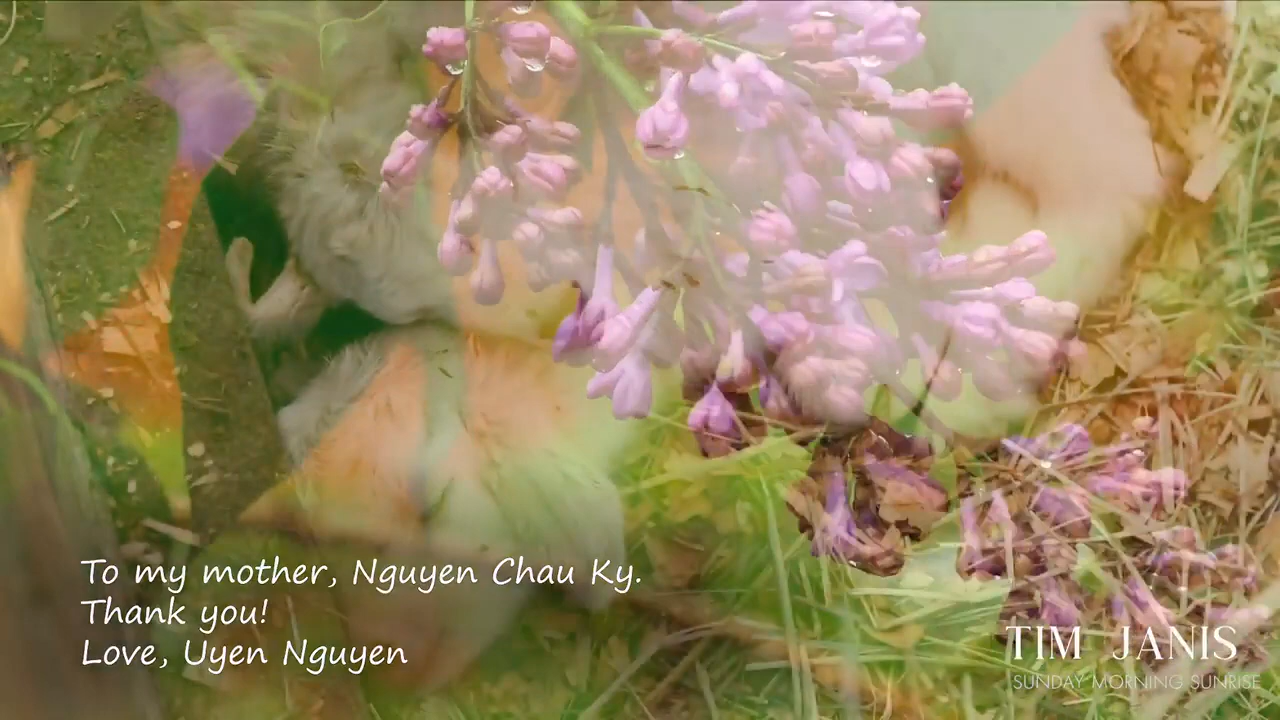 To my mother, Nguyen Chau Ky.
Thank you!
Love, Uyen Nguyen
TIM JANIS
SUNDAY MORNING SUNRISE